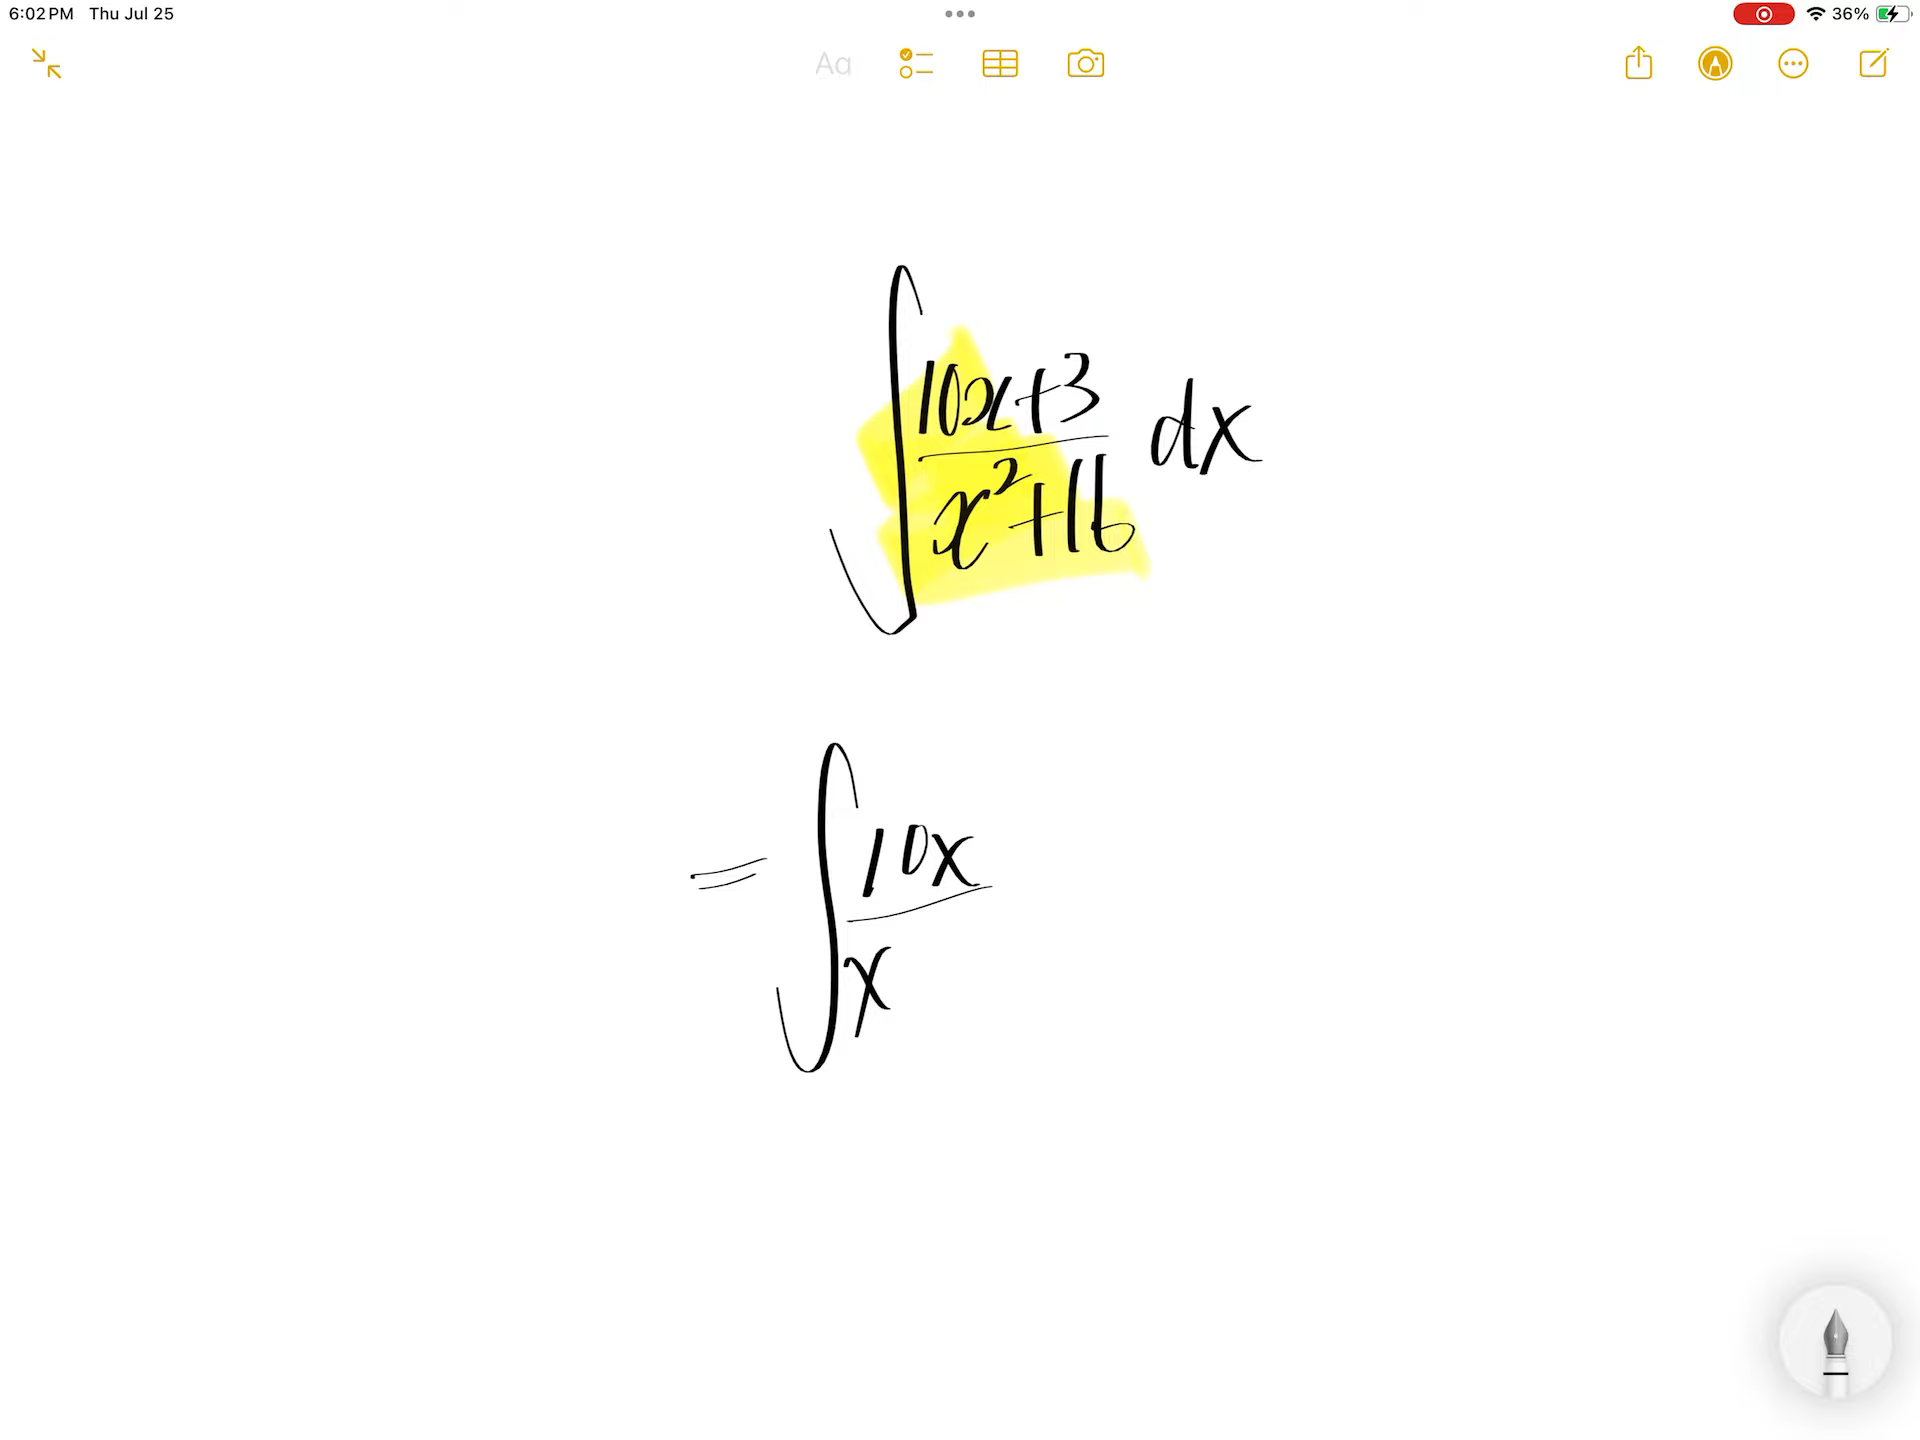 6:02 PM Thu Jul 25
36%
Aa
∫ (10x+3)/(x²+16) dx
= ∫ 10x/x